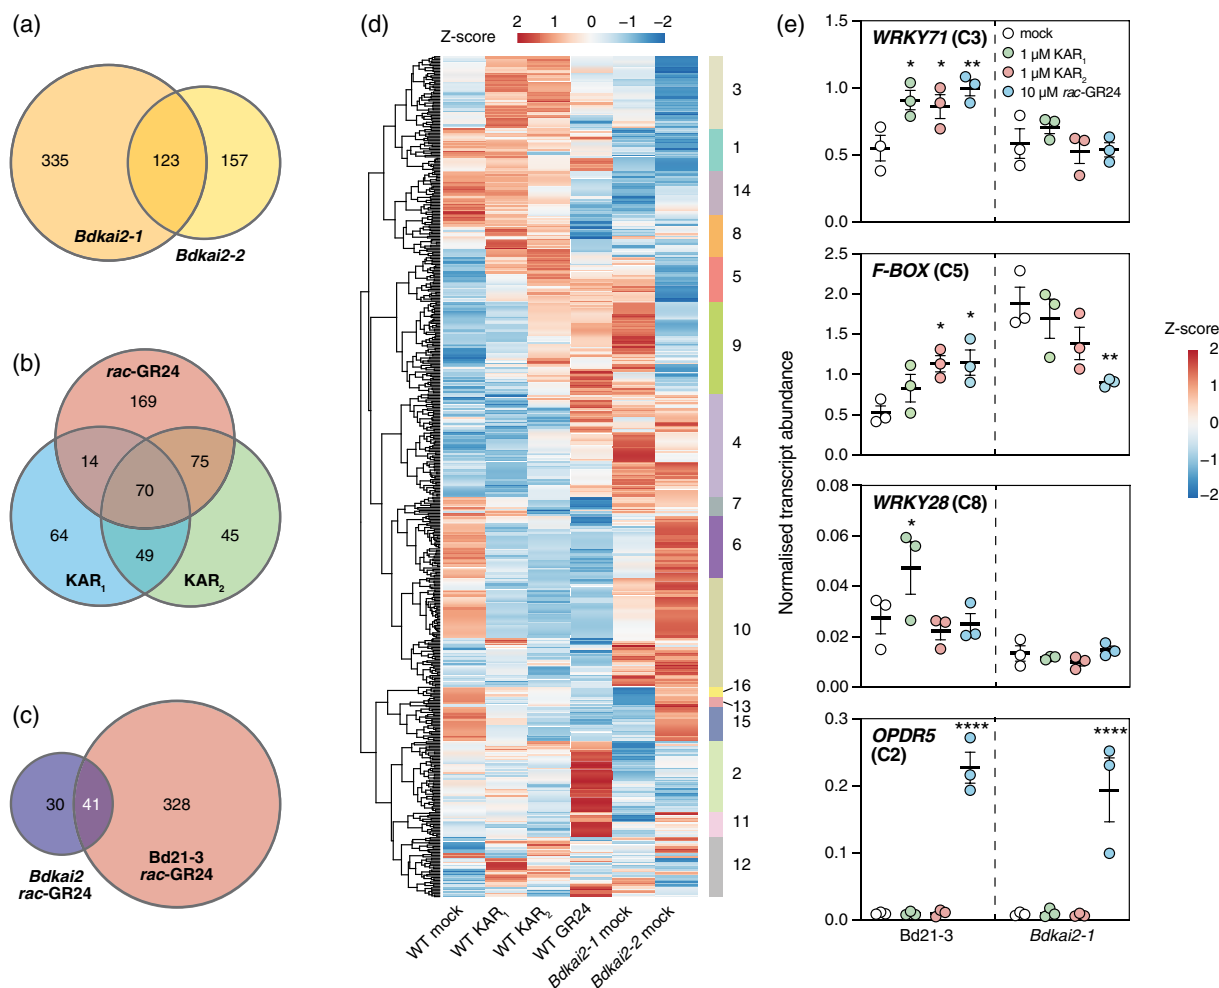 (a)
335
123
157
Bdkai2-1
Bdkai2-2
(b)
rac-GR24
169
14
75
70
64
49
45
KAR₁
KAR₂
(c)
30
41
328
Bdkai2
rac-GR24
Bd21-3
rac-GR24
(d)
Z-score
2 1 0 −1 −2
3
1
14
8
5
9
4
7
6
10
16
13
15
2
11
12
WT mock
WT KAR₁
WT KAR₂
WT GR24
Bdkai2-1 mock
Bdkai2-2 mock
(e)
Normalised transcript abundance
WRKY71 (C3)
mock
1 µM KAR₁
1 µM KAR₂
10 µM rac-GR24
* * **
1.5
1.0
0.5
0.0
F-BOX (C5)
* *
**
2.5
2.0
1.5
1.0
0.5
0.0
WRKY28 (C8)
*
0.08
0.06
0.04
0.02
0.00
OPDR5
(C2)
**** ****
0.3
0.2
0.1
0.0
Bd21-3
Bdkai2-1
Z-score
2
1
0
−1
−2